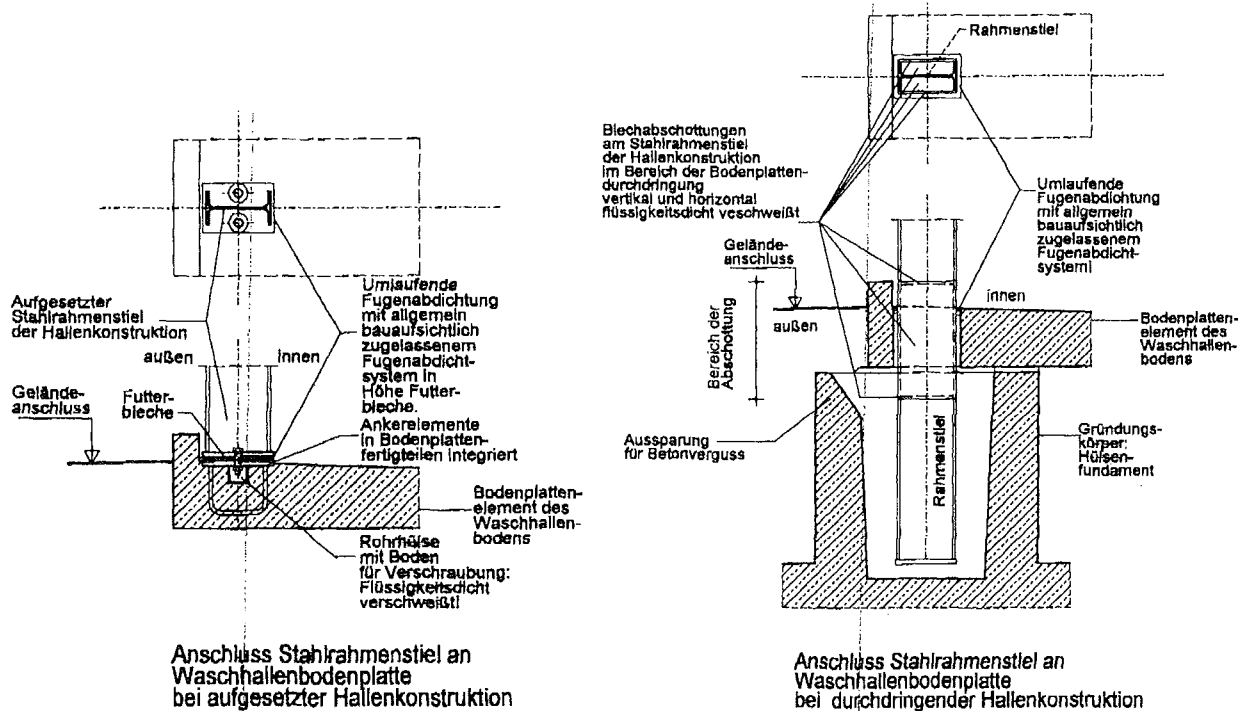 Aufgesetzter
Stahlrahmenstiel
der Hallenkonstruktion
außen
innen
Umlaufende
Fugenabdichtung
mit allgemein
bauaufsichtlich
zugelassenem
Fugenabdicht-
system in
Höhe Futter-
bleche.
Gelände-
anschluss
Futter-
bleche
Ankerelemente
in Bodenplatten-
fertigteilen integriert
Bodenplatten-
element des
Waschhallen-
bodens
Rohrhülse
mit Boden
für Verschraubung:
Flüssigkeitsdicht
verschweißt!
Anschluss Stahlrahmenstiel an
Waschhallenbodenplatte
bei aufgesetzter Hallenkonstruktion
Rahmenstiel
Blechabschottungen
am Stahlrahmenstiel
der Hallenkonstruktion
im Bereich der Bodenplatten-
durchdringung
vertikal und horizontal
flüssigkeitsdicht veschweißt
Umlaufende
Fugenabdichtung
mit allgemein
bauaufsichtlich
zugelassenem
Fugenabdicht-
system!
Gelände-
anschluss
innen
außen
Bereich der
Abschottung
Bodenplatten-
element des
Waschhallen-
bodens
Aussparung
für Betonverguss
Rahmenstiel
Gründungs-
körper:
Hülsen-
fundament
Anschluss Stahlrahmenstiel an
Waschhallenbodenplatte
bei durchdringender Hallenkonstruktion